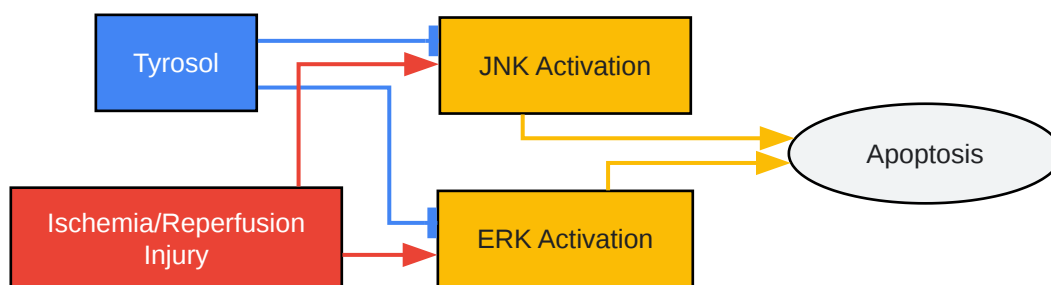 Tyrosol
JNK Activation
Apoptosis
Ischemia/Reperfusion
Injury
ERK Activation